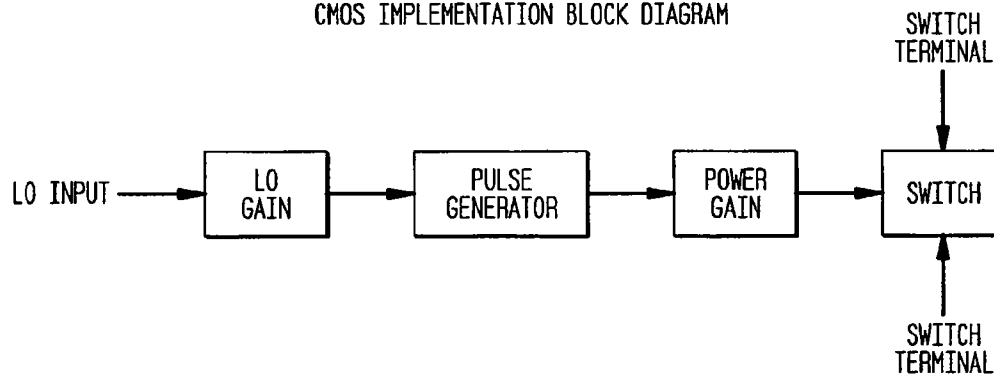 CMOS IMPLEMENTATION BLOCK DIAGRAM
SWITCH
TERMINAL
LO INPUT
LO
GAIN
PULSE
GENERATOR
POWER
GAIN
SWITCH
SWITCH
TERMINAL